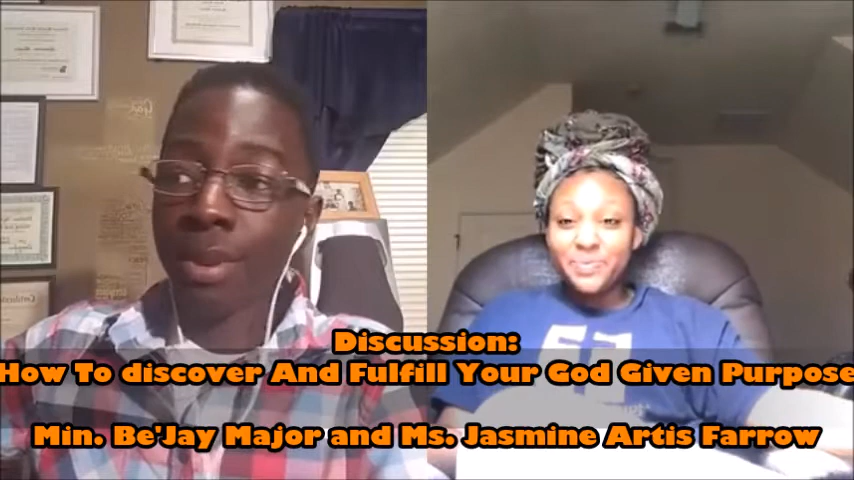 Discussion:
How To discover And Fulfill Your God Given Purpose
Min. Be'Jay Major and Ms. Jasmine Artis Farrow